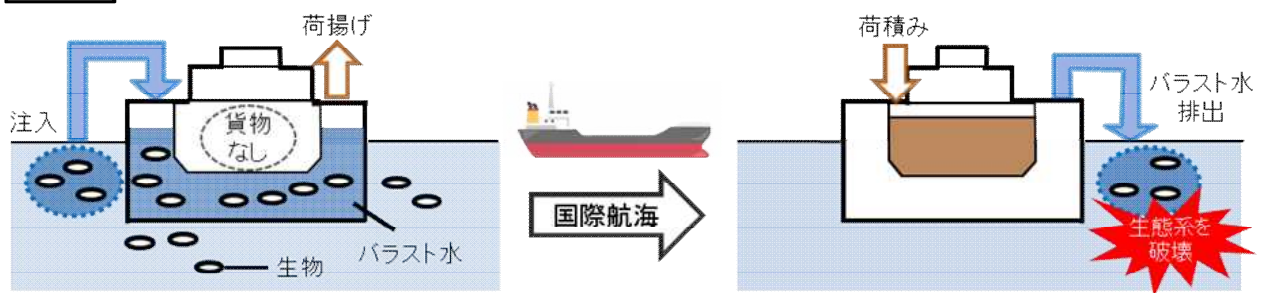 荷揚げ
注入
貨物
なし
バラスト水
生物
国際航海
荷積み
バラスト水
排出
生態系を
破壊